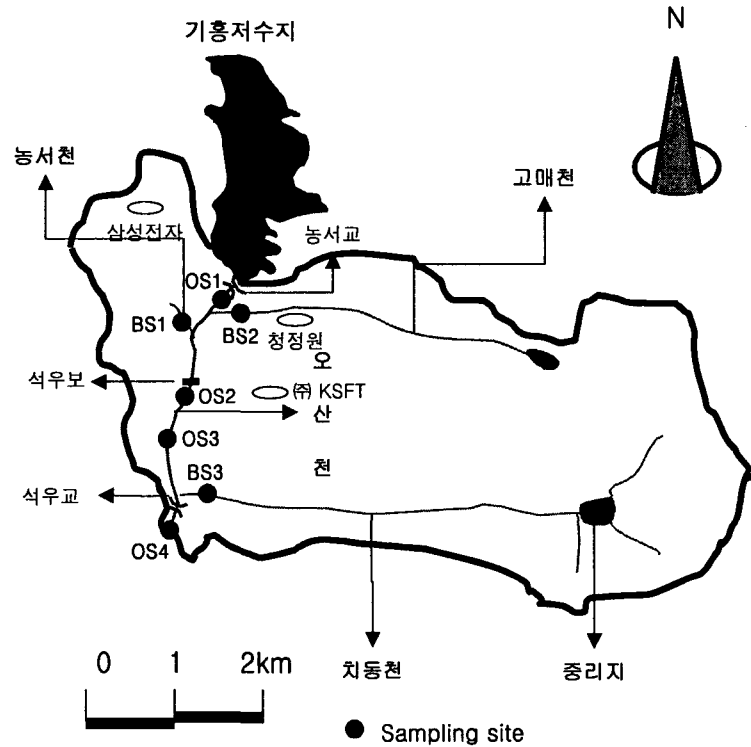 기흥저수지
N
농서천
고매천
삼성전자
농서교
OS1
BS1
BS2
청정원
오
석우보
OS2
㈜ KSFT
산
OS3
천
BS3
석우교
OS4
0 1 2km
치동천
중리지
Sampling site